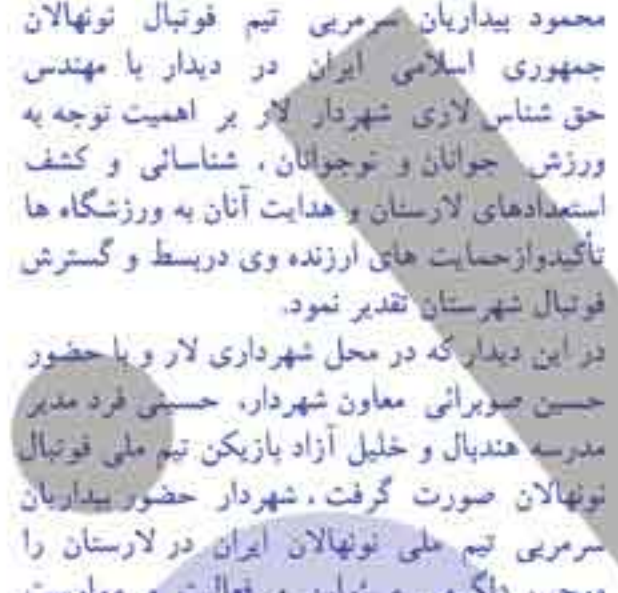 محمود بیداریان سرمربی تیم فوتبال نونهالان
جمهوری اسلامی ایران در دیدار با مهندس
حق شناس لاری شهردار لار بر اهمیت توجه به
ورزش جوانان و نوجوانان، شناسائی و کشف
استعدادهای لارستان و هدایت آنان به ورزشگاه ها
تأکیدوازحمایت های ارزنده وی دربسط و گسترش
فوتبال شهرستان تقدیر نمود.
در این دیدار که در محل شهرداری لار و با حضور
حسین صوبرائی معاون شهردار، حسینی فرد مدیر
مدرسه هندبال و خلیل آزاد بازیکن تیم ملی فوتبال
نونهالان صورت گرفت، شهردار حضور بیداریان
سرمربی تیم ملی نونهالان ایران در لارستان را